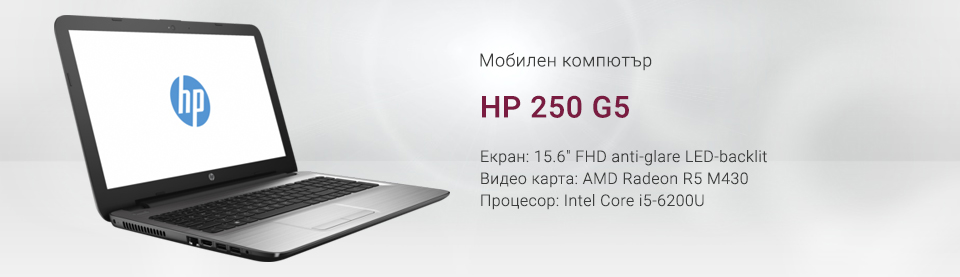 hp
Мобилен компютър
HP 250 G5
Екран: 15.6" FHD anti-glare LED-backlit
Видео карта: AMD Radeon R5 M430
Процесор: Intel Core i5-6200U